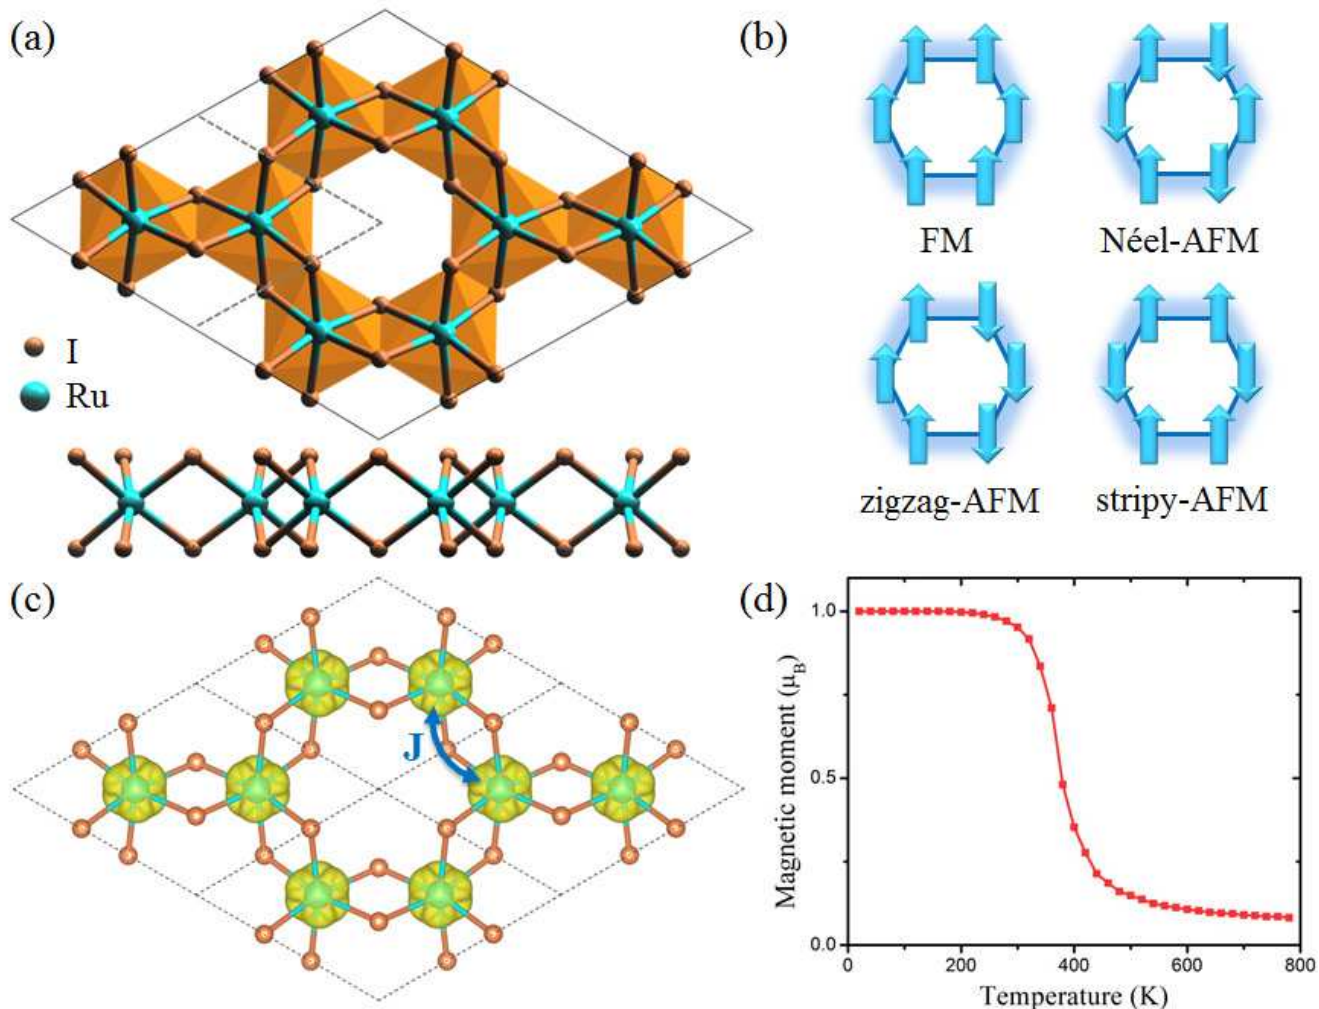 (a)
I
Ru
(b)
FM
Néel-AFM
zigzag-AFM
stripy-AFM
(c)
J
(d)
Magnetic moment (μB)
1.0
0.5
0.0
0
200
400
600
800
Temperature (K)